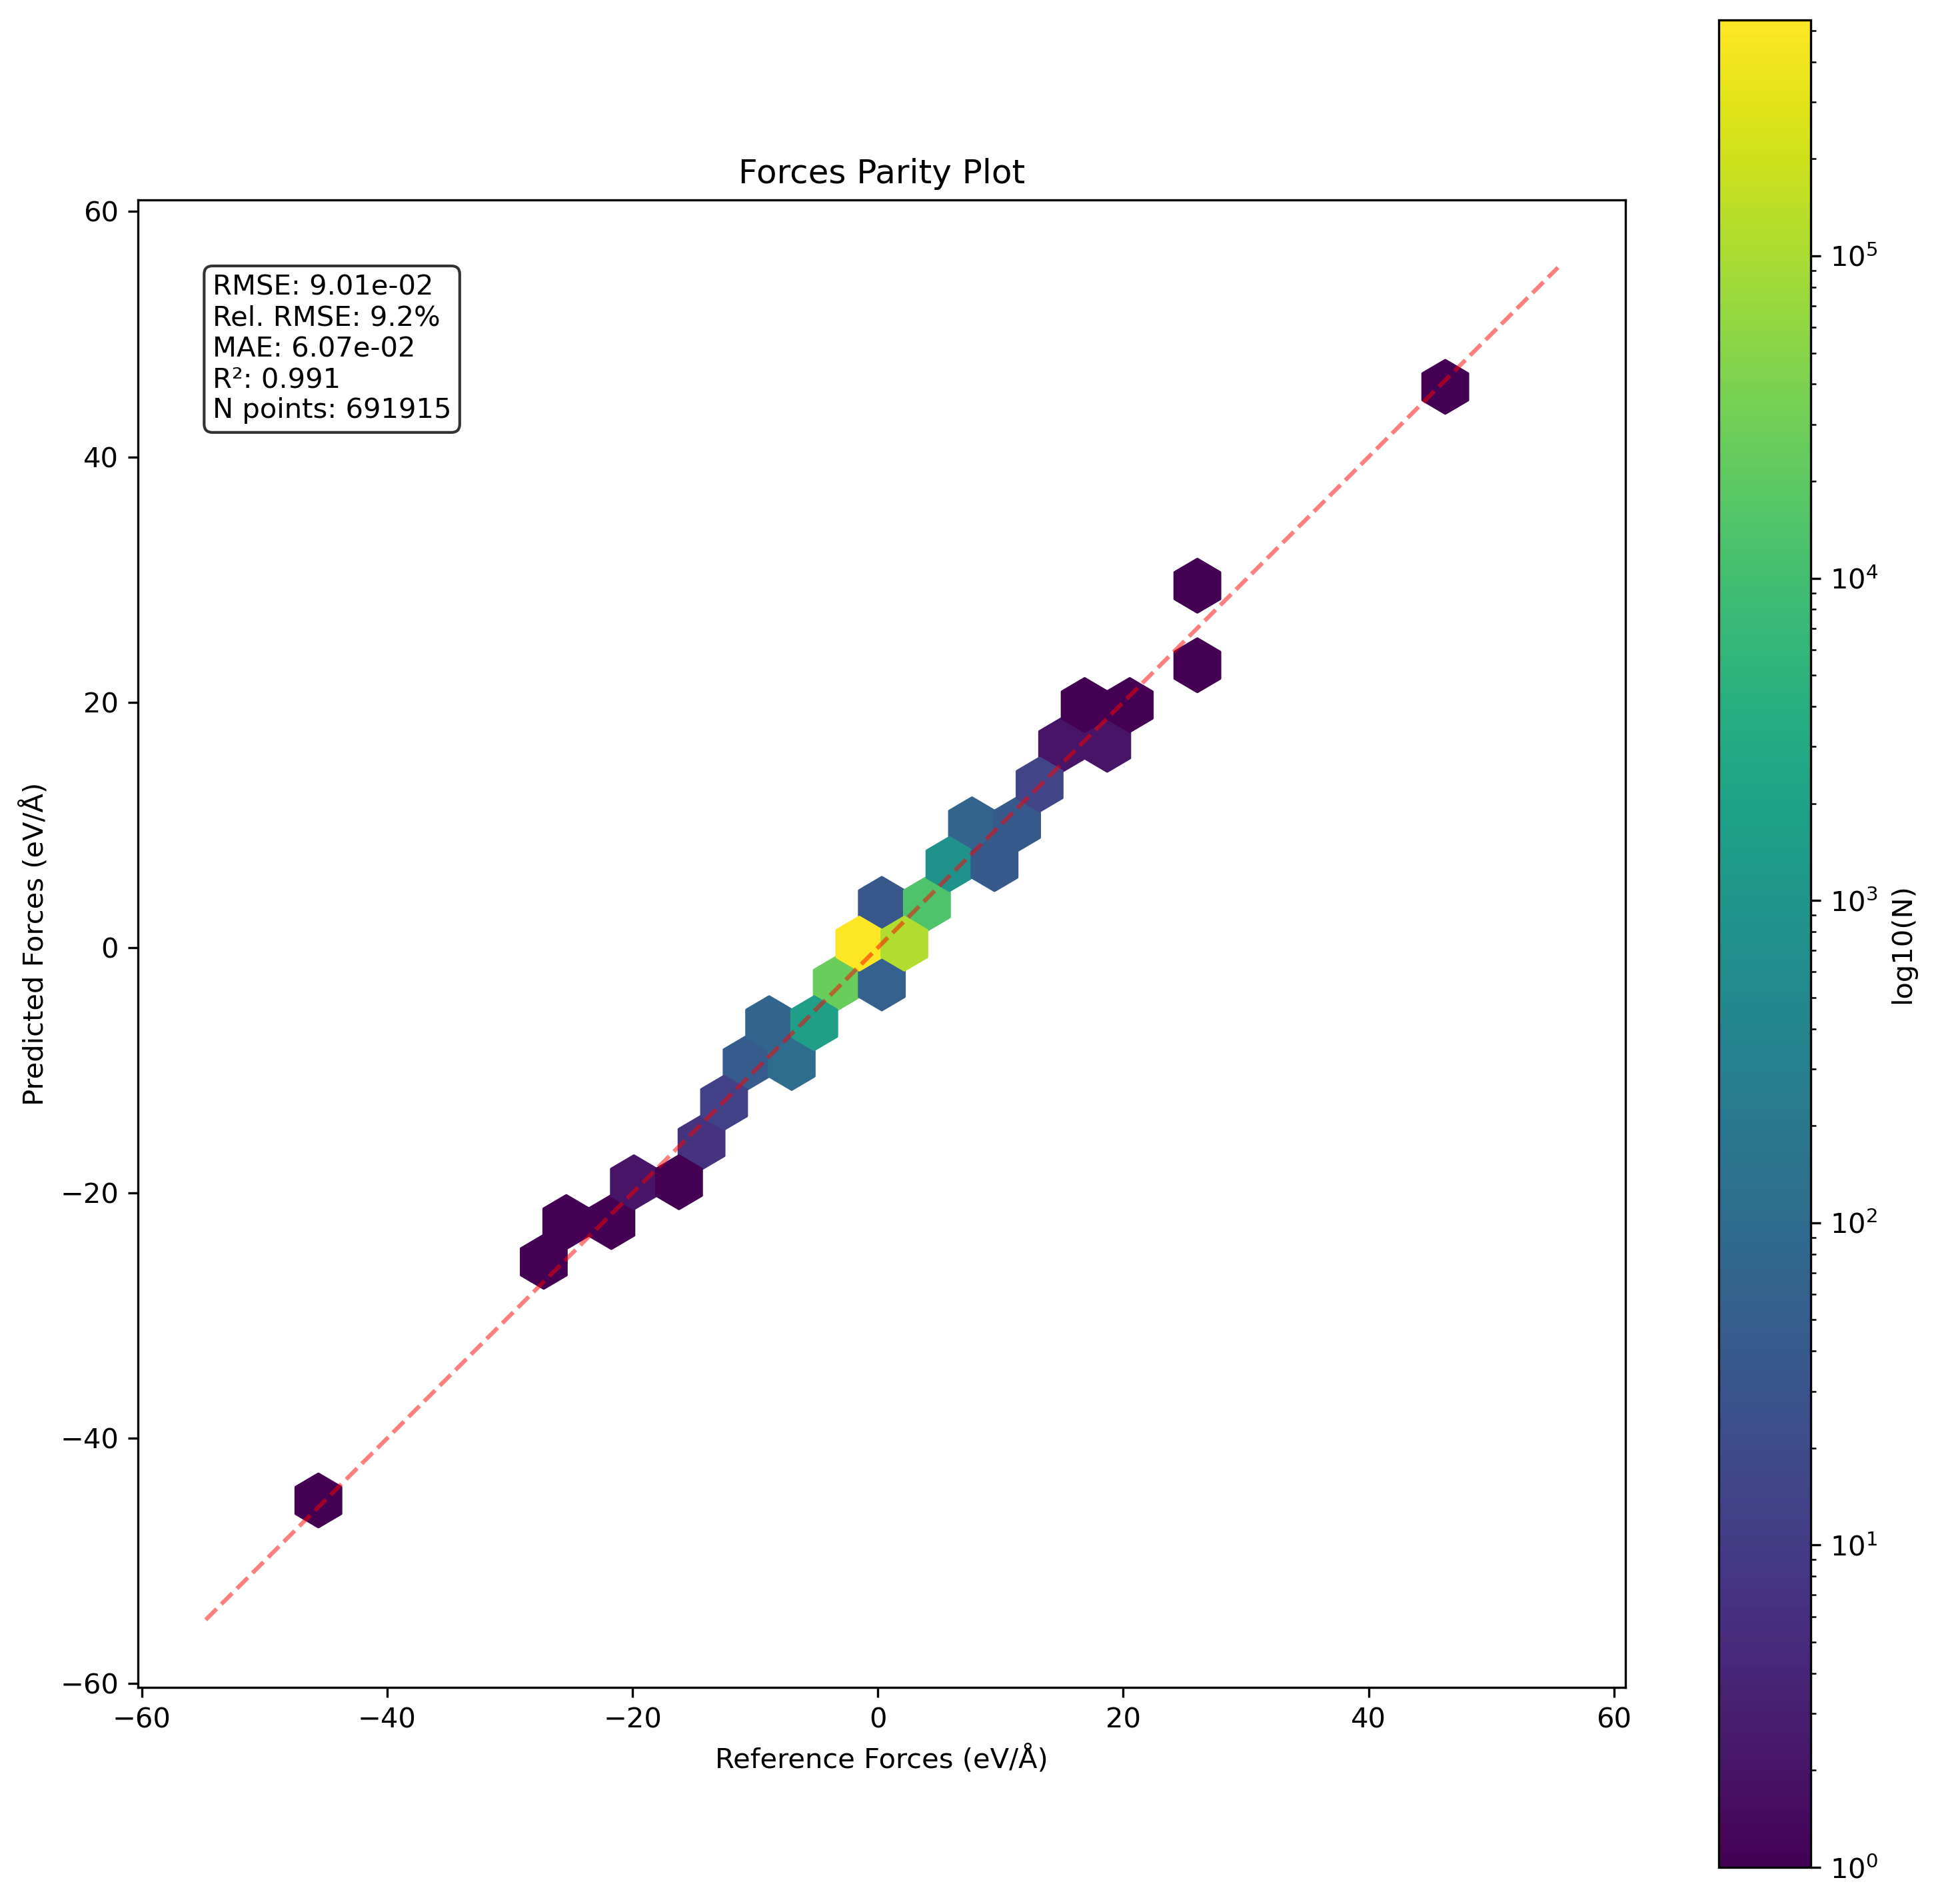 Forces Parity Plot
RMSE: 9.01e-02
Rel. RMSE: 9.2%
MAE: 6.07e-02
R²: 0.991
N points: 691915
60
40
20
0
−20
−40
−60
Predicted Forces (eV/Å)
−60 −40 −20 0 20 40 60
Reference Forces (eV/Å)
10⁵
10⁴
10³
10²
10¹
10⁰
log10(N)